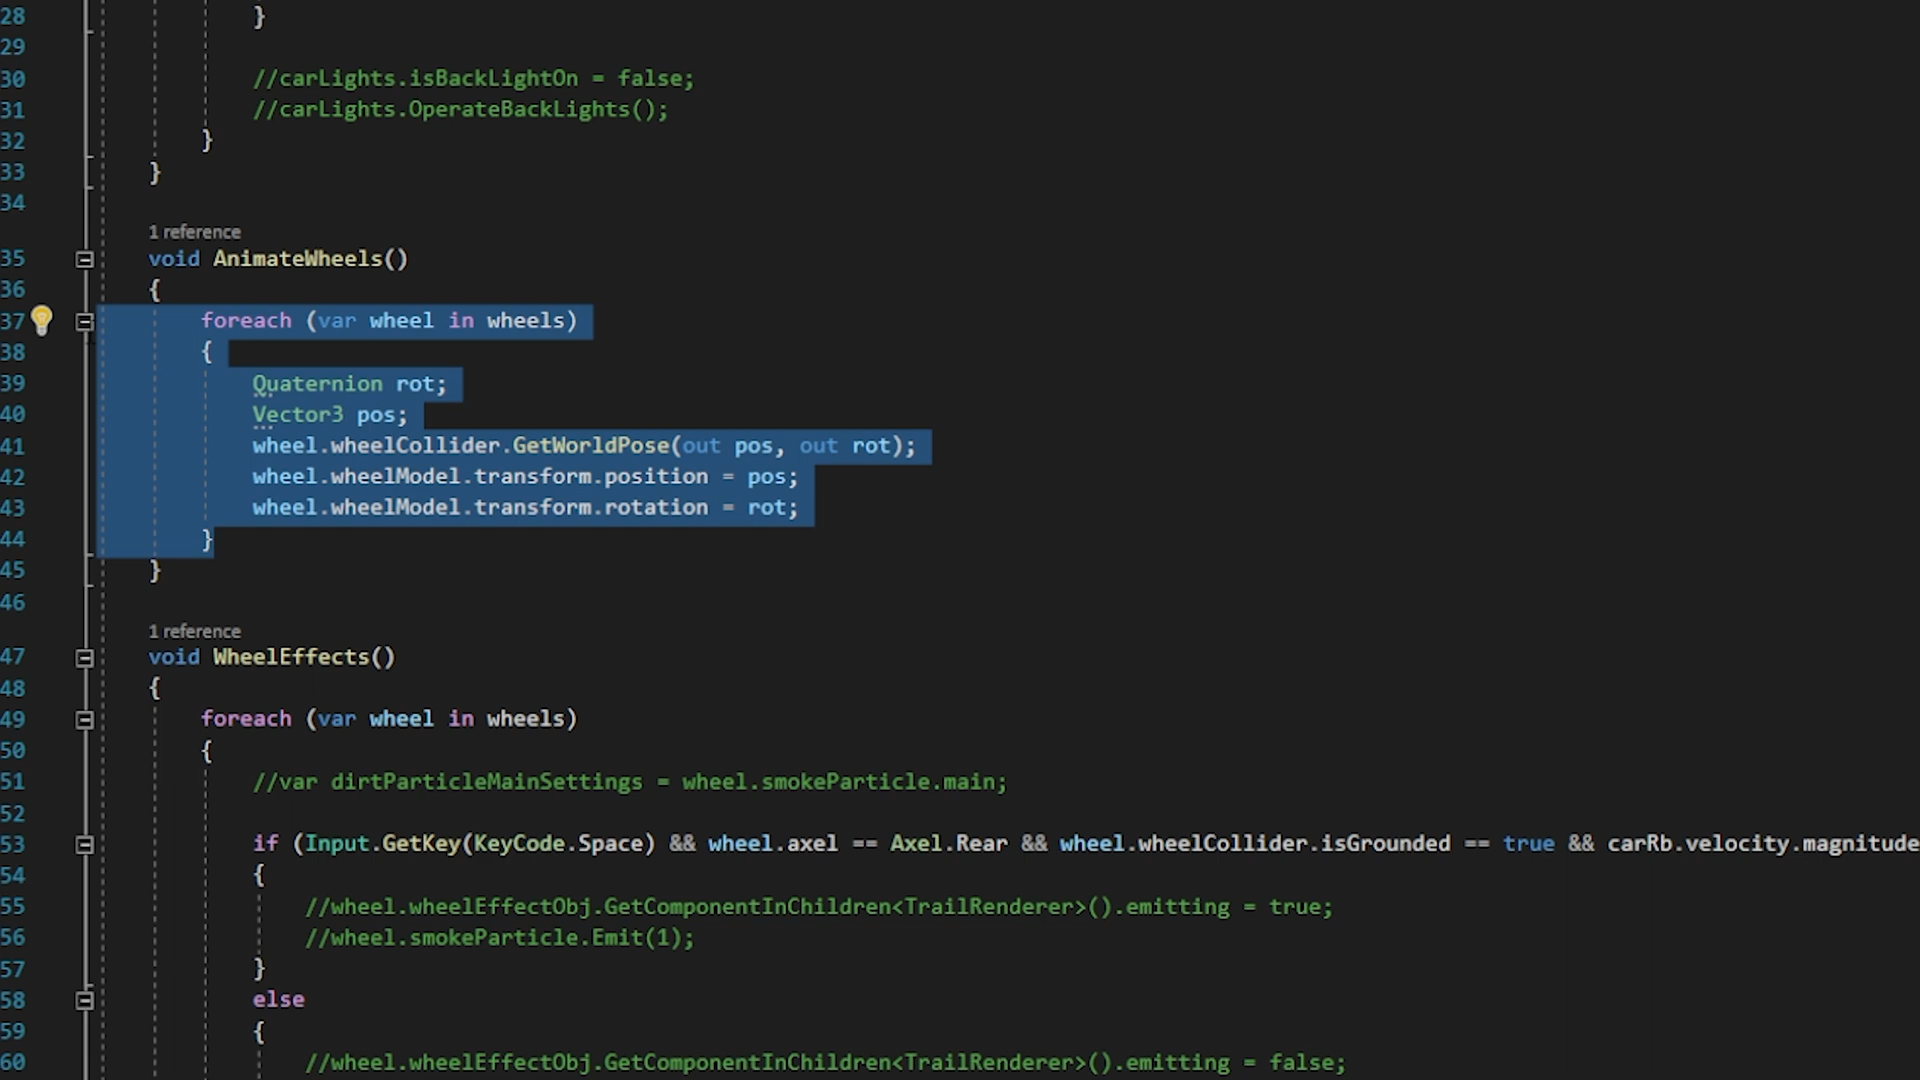 28 }
29
30 //carLights.isBackLightOn = false;
31 //carLights.OperateBackLights();
32 }
33 }
34
1 reference
35 void AnimateWheels()
36 {
37 foreach (var wheel in wheels)
38 {
39 Quaternion rot;
40 Vector3 pos;
41 wheel.wheelCollider.GetWorldPose(out pos, out rot);
42 wheel.wheelModel.transform.position = pos;
43 wheel.wheelModel.transform.rotation = rot;
44 }
45 }
46
1 reference
47 void WheelEffects()
48 {
49 foreach (var wheel in wheels)
50 {
51 //var dirtParticleMainSettings = wheel.smokeParticle.main;
52
53 if (Input.GetKey(KeyCode.Space) && wheel.axel == Axel.Rear && wheel.wheelCollider.isGrounded == true && carRb.velocity.magnitude
54 {
55 //wheel.wheelEffectObj.GetComponentInChildren<TrailRenderer>().emitting = true;
56 //wheel.smokeParticle.Emit(1);
57 }
58 else
59 {
60 //wheel.wheelEffectObj.GetComponentInChildren<TrailRenderer>().emitting = false;